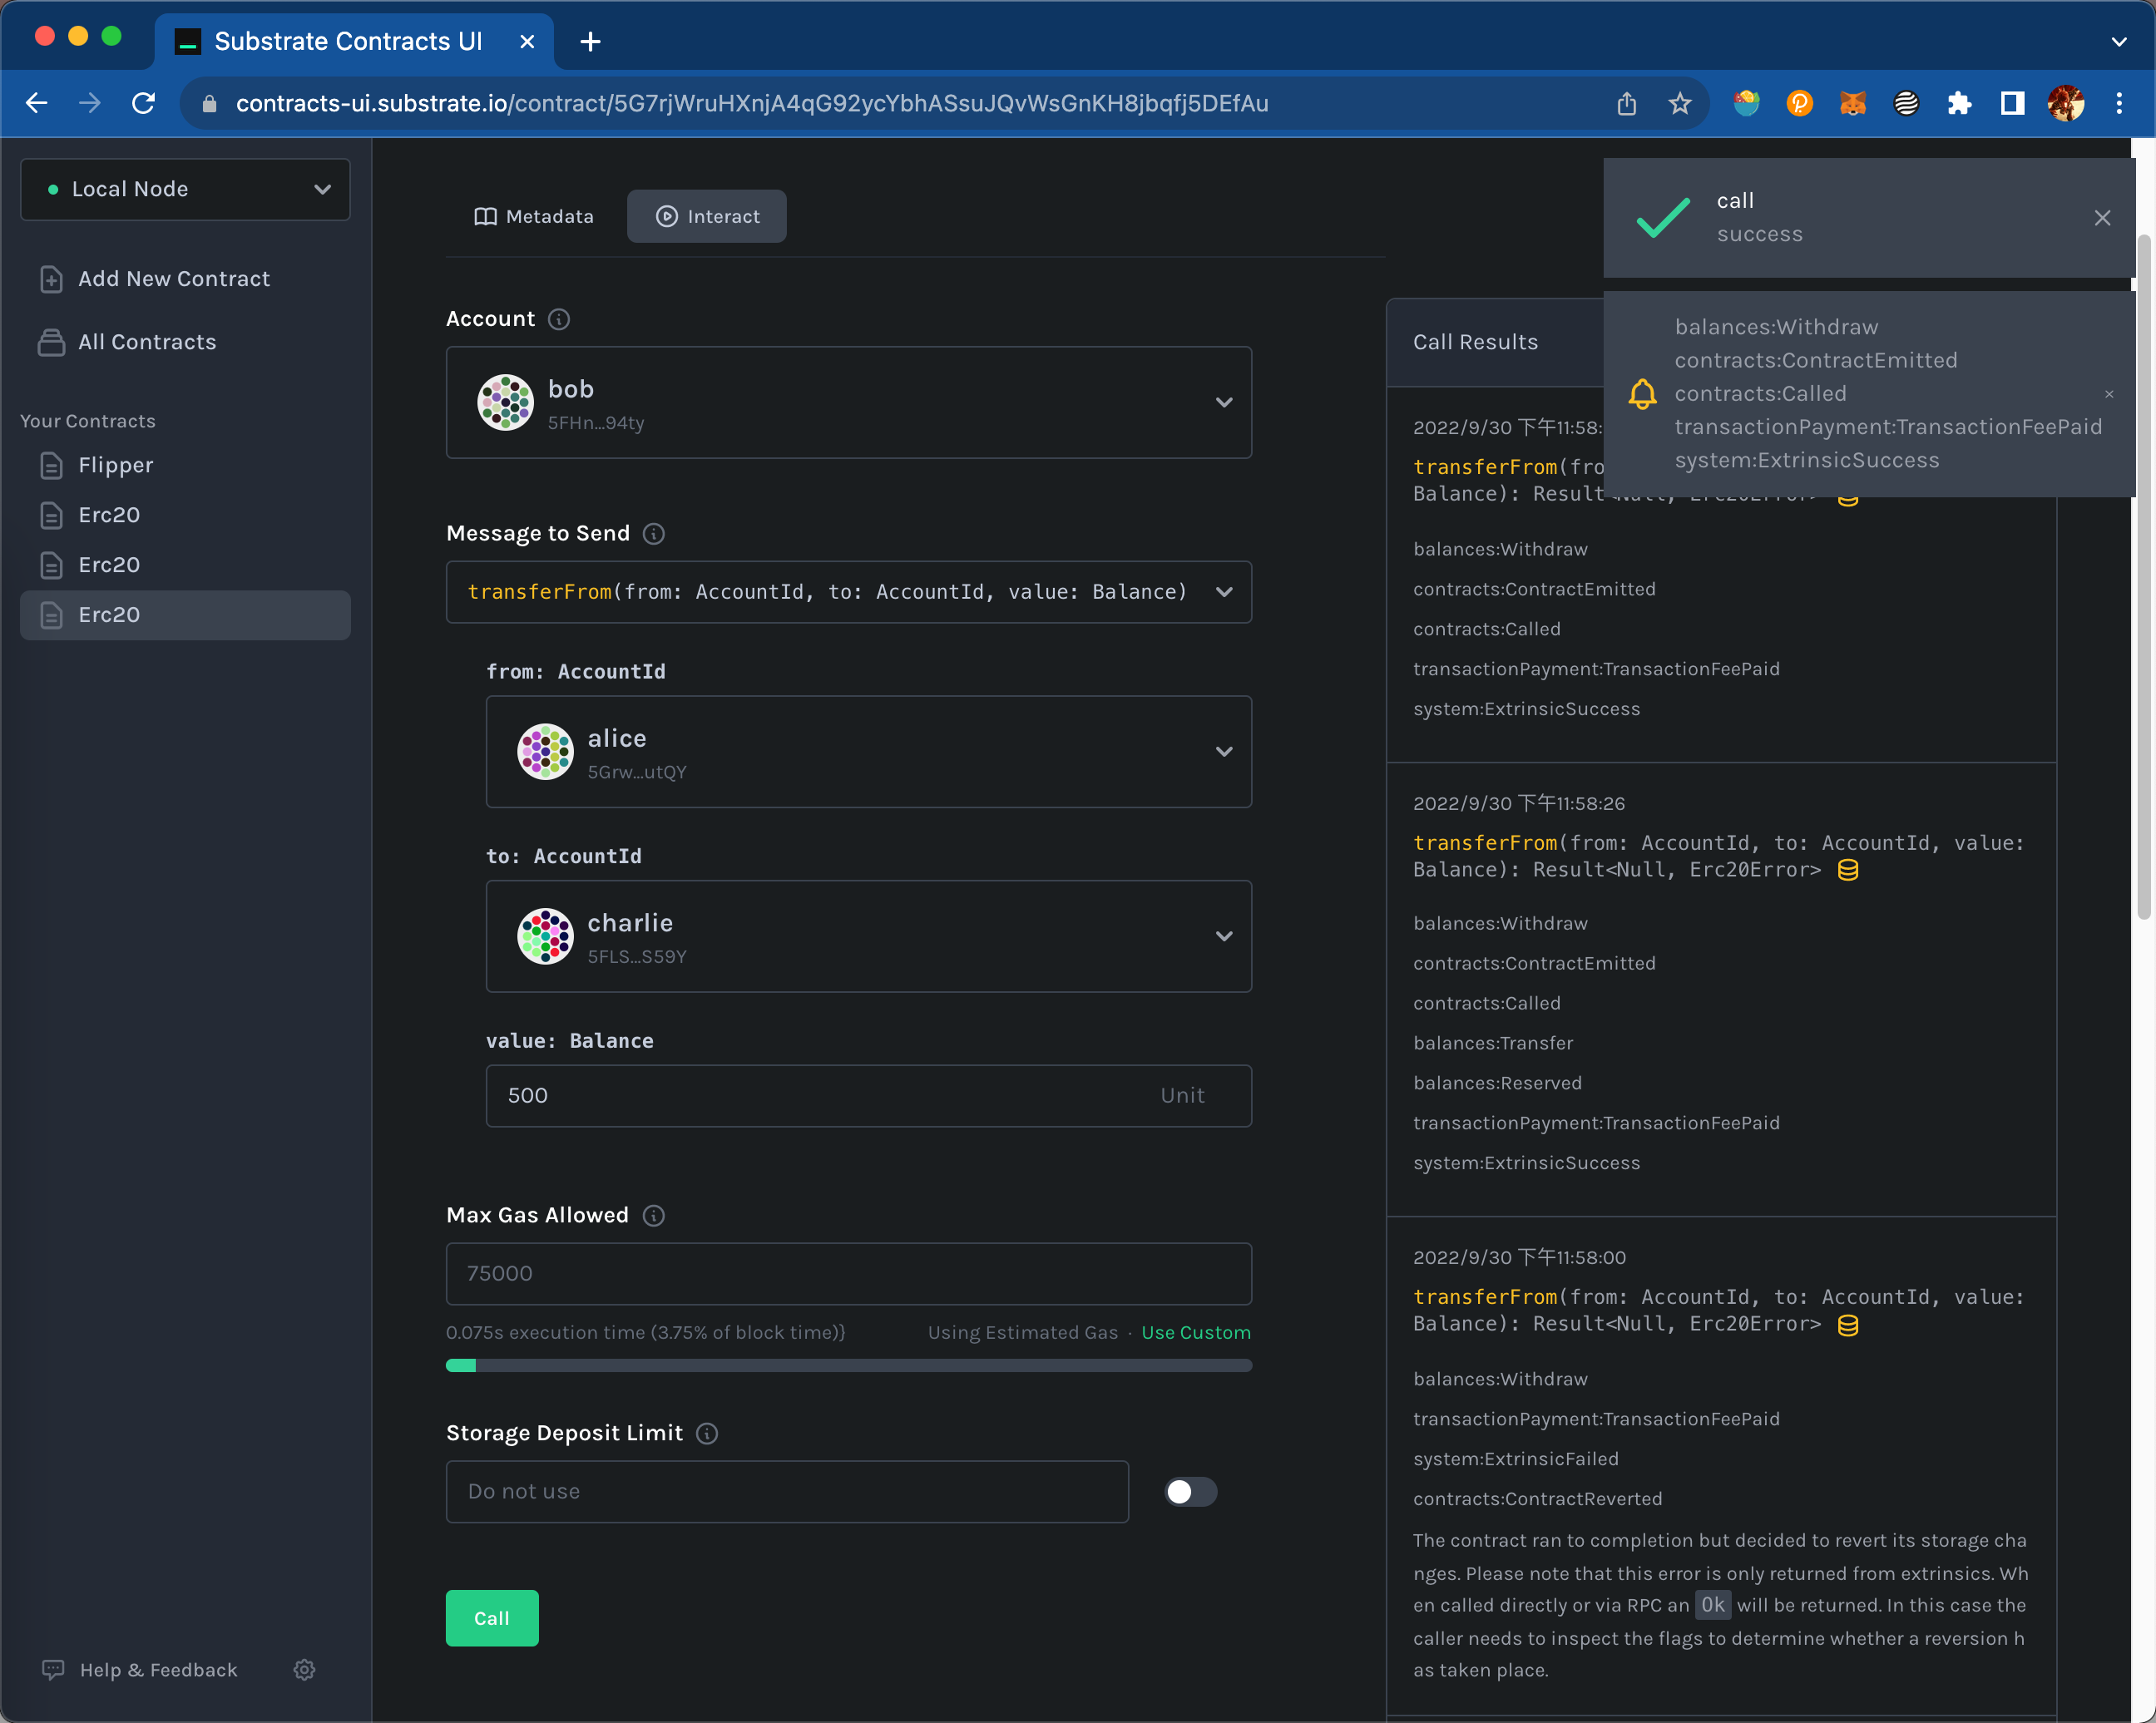 Substrate Contracts UI
contracts-ui.substrate.io/contract/5G7rjWruHXnjA4qG92ycYbhASsuJQvWsGnKH8jbqfj5DEfAu
Local Node
Add New Contract
All Contracts
Your Contracts
Flipper
Erc20
Erc20
Erc20
Help & Feedback
Metadata
Interact
Account
bob
5FHn...94ty
Message to Send
transferFrom(from: AccountId, to: AccountId, value: Balance)
from: AccountId
alice
5Grw...utQY
to: AccountId
charlie
5FLS...S59Y
value: Balance
500 Unit
Max Gas Allowed
75000
0.075s execution time (3.75% of block time)}
Using Estimated Gas · Use Custom
Storage Deposit Limit
Do not use
Call
call
success
balances:Withdraw
contracts:ContractEmitted
contracts:Called
transactionPayment:TransactionFeePaid
system:ExtrinsicSuccess
Call Results
2022/9/30 下午11:58:
transferFrom(fro
Balance): Result<Null, Erc20Error>
balances:Withdraw
contracts:ContractEmitted
contracts:Called
transactionPayment:TransactionFeePaid
system:ExtrinsicSuccess
2022/9/30 下午11:58:26
transferFrom(from: AccountId, to: AccountId, value:
Balance): Result<Null, Erc20Error>
balances:Withdraw
contracts:ContractEmitted
contracts:Called
balances:Transfer
balances:Reserved
transactionPayment:TransactionFeePaid
system:ExtrinsicSuccess
2022/9/30 下午11:58:00
transferFrom(from: AccountId, to: AccountId, value:
Balance): Result<Null, Erc20Error>
balances:Withdraw
transactionPayment:TransactionFeePaid
system:ExtrinsicFailed
contracts:ContractReverted
The contract ran to completion but decided to revert its storage cha
nges. Please note that this error is only returned from extrinsics. Wh
en called directly or via RPC an Ok will be returned. In this case the
caller needs to inspect the flags to determine whether a reversion h
as taken place.